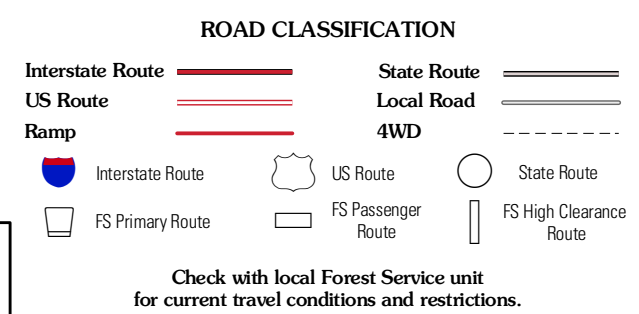 ROAD CLASSIFICATION
Interstate Route
State Route
US Route
Local Road
Ramp
4WD
Interstate Route
US Route
State Route
FS Primary Route
FS Passenger
Route
FS High Clearance
Route
Check with local Forest Service unit
for current travel conditions and restrictions.